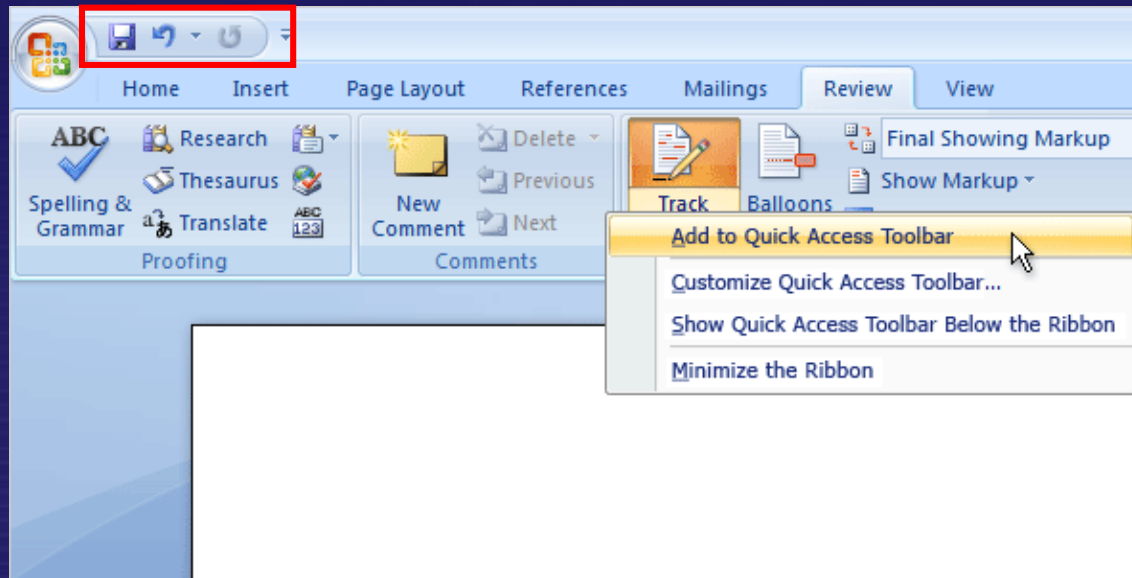 Home Insert Page Layout References Mailings Review View
ABC Research Delete Final Showing Markup
Thesaurus Previous Show Markup
Spelling & New Track Balloons
Grammar Translate ABC 123 Comment Next
Proofing Comments
Add to Quick Access Toolbar
Customize Quick Access Toolbar...
Show Quick Access Toolbar Below the Ribbon
Minimize the Ribbon